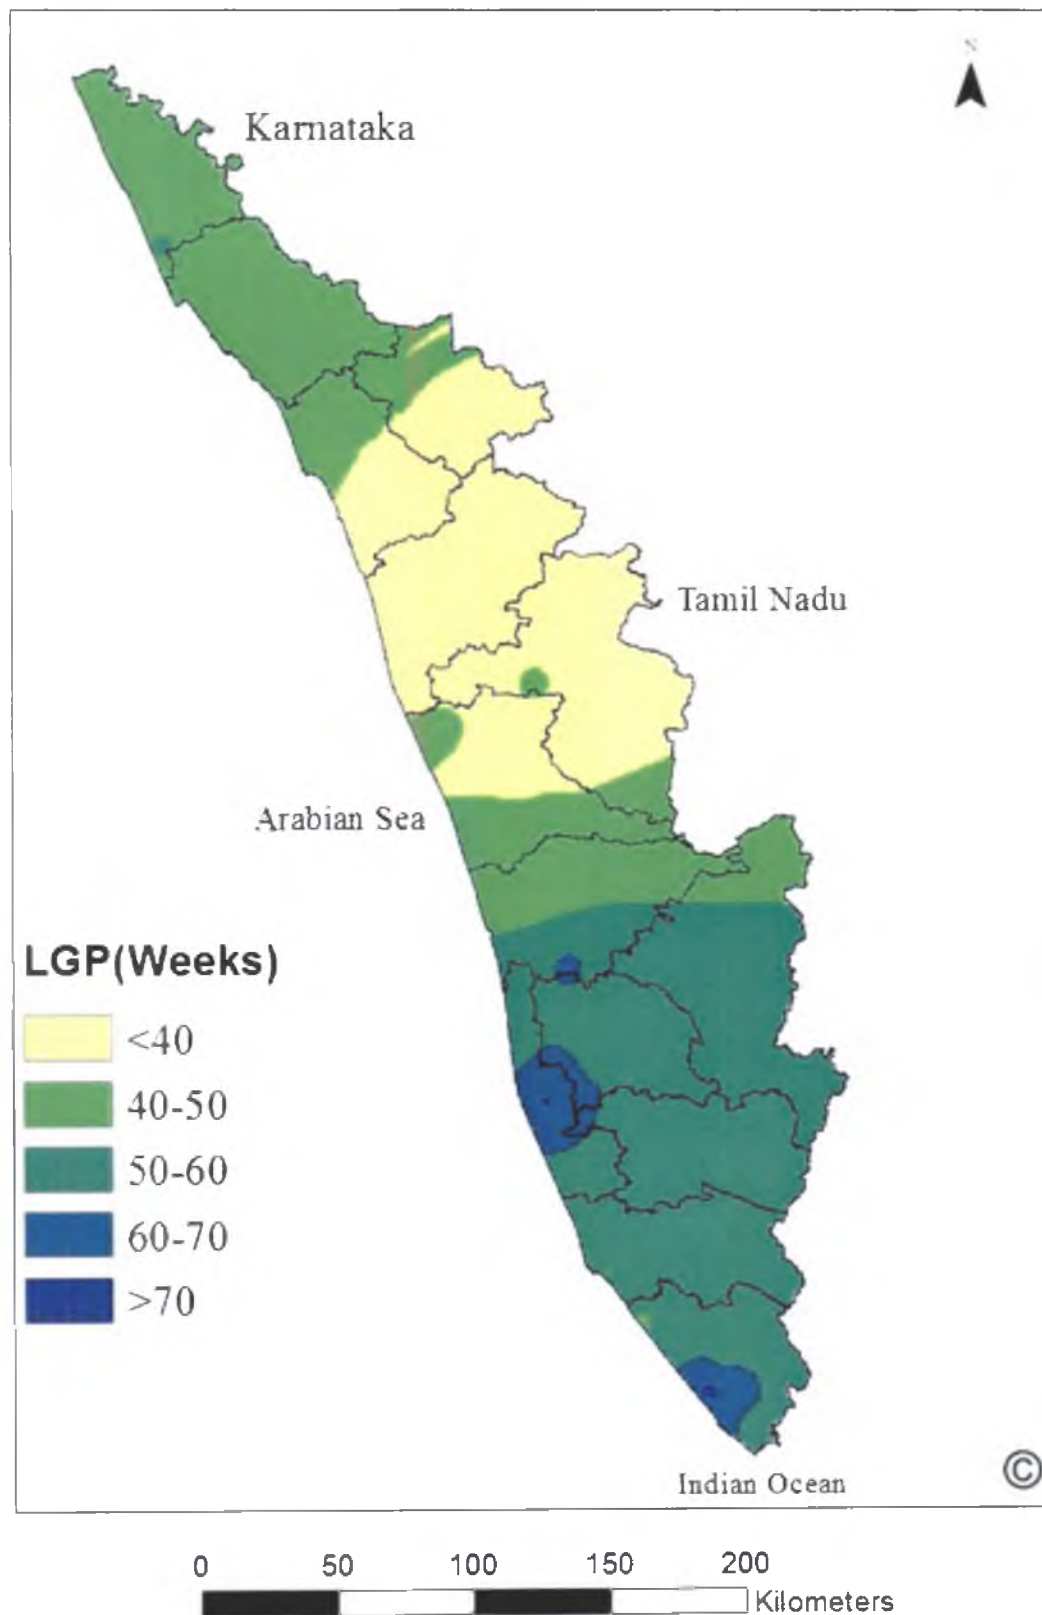 N
Karnataka
Tamil Nadu
Arabian Sea
LGP(Weeks)
<40
40-50
50-60
60-70
>70
Indian Ocean
©
0 50 100 150 200
Kilometers